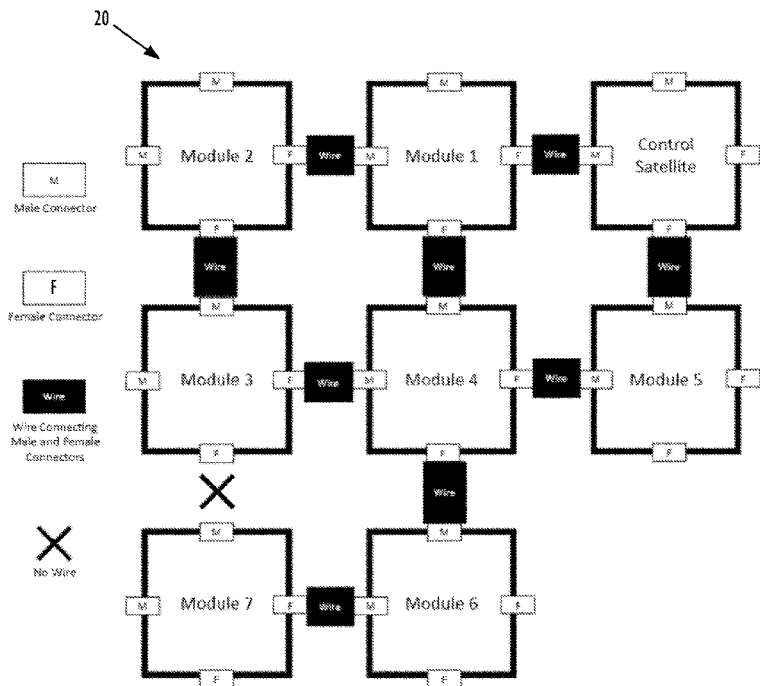 20
M
M
M
M
Module 2
F
Wire
M
Module 1
F
Wire
M
Control
Satellite
F
M
Male Connector
F
F
F
Wire
Wire
Wire
F
Female Connector
M
M
M
M
Module 3
F
Wire
M
Module 4
F
Wire
M
Module 5
F
Wire
Wire Connecting
Male and Female
Connectors
F
F
F
Wire
No Wire
M
M
M
Module 7
F
Wire
M
Module 6
F
F
F